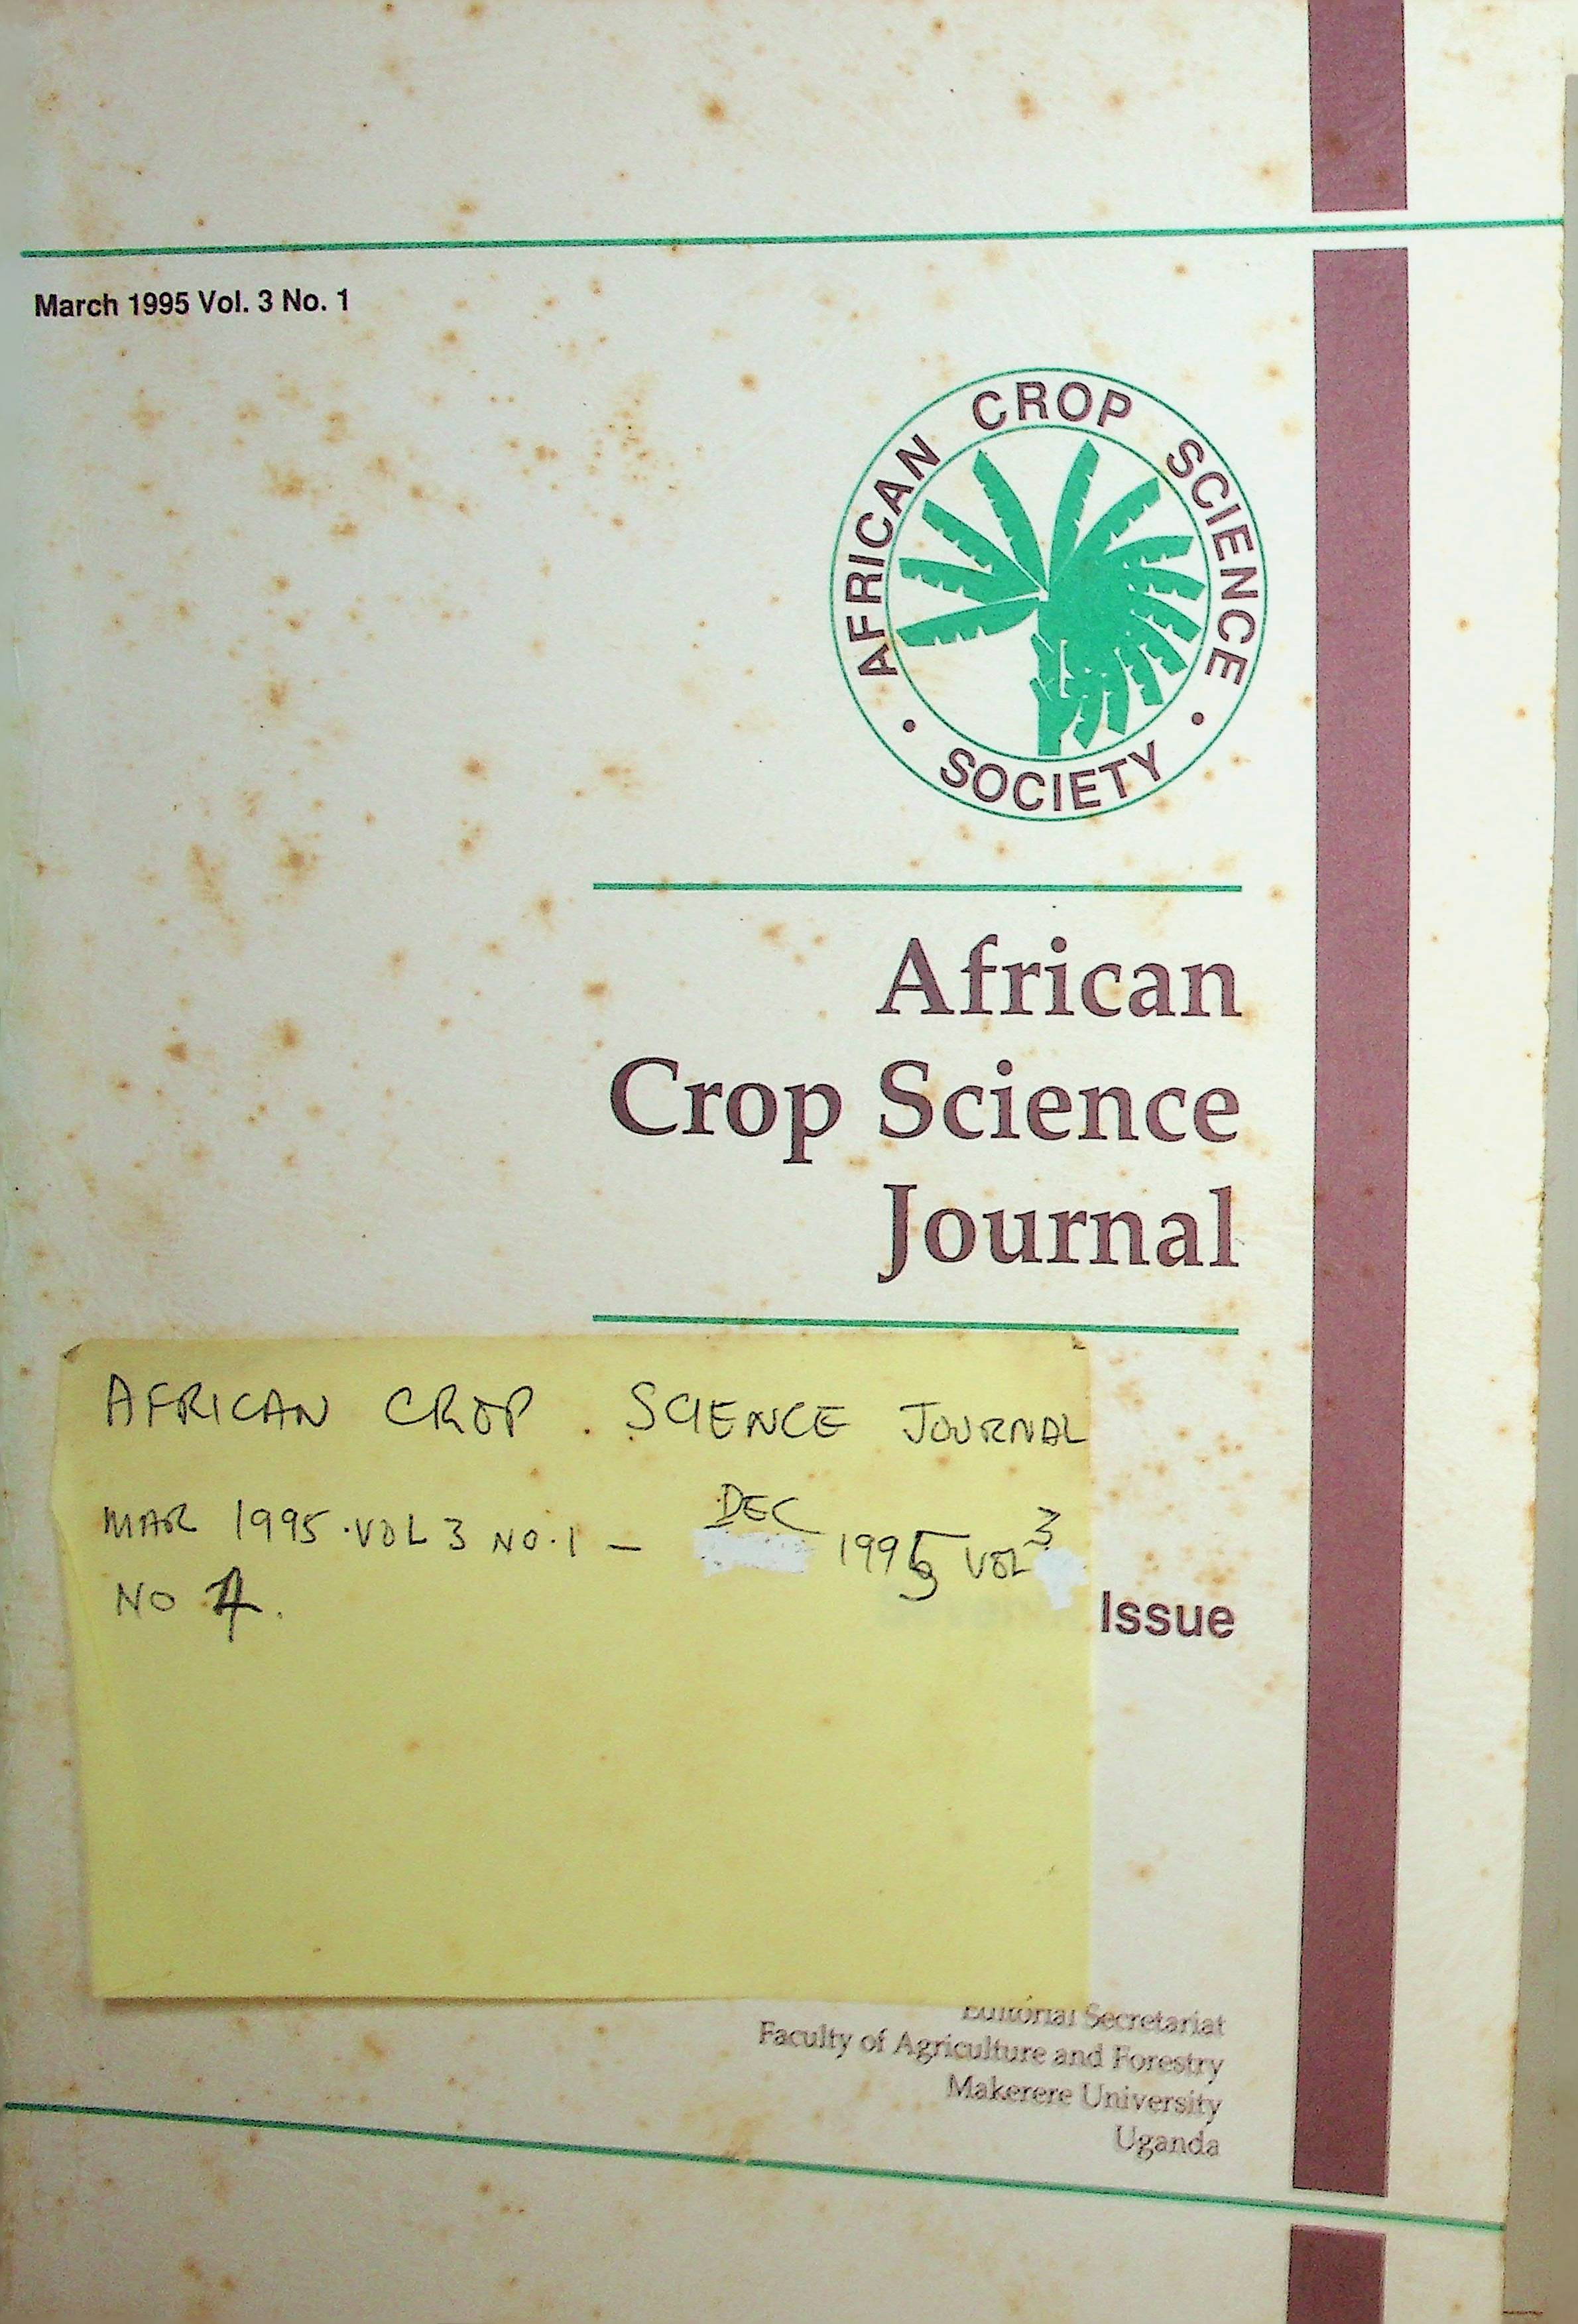 March 1995 Vol. 3 No. 1
AFRICAN CROP SCIENCE
SOCIETY
African
Crop Science
Journal
AFRICAN CROP . SCIENCE JOURNAL
MAR 1995 . VOL 3 NO. 1 – DEC 1995 VOL 3
NO 4.
Issue
Editorial Secretariat
Faculty of Agriculture and Forestry
Makerere University
Uganda